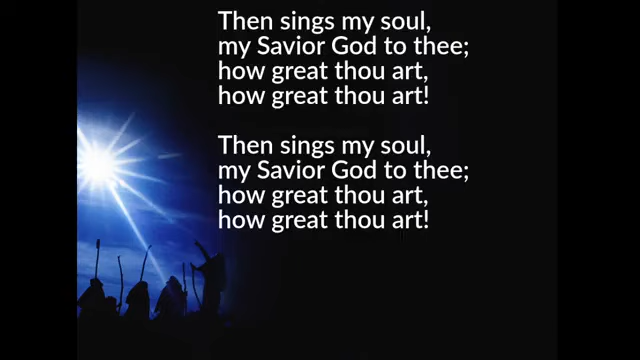 Then sings my soul,
my Savior God to thee;
how great thou art,
how great thou art!
Then sings my soul,
my Savior God to thee;
how great thou art,
how great thou art!